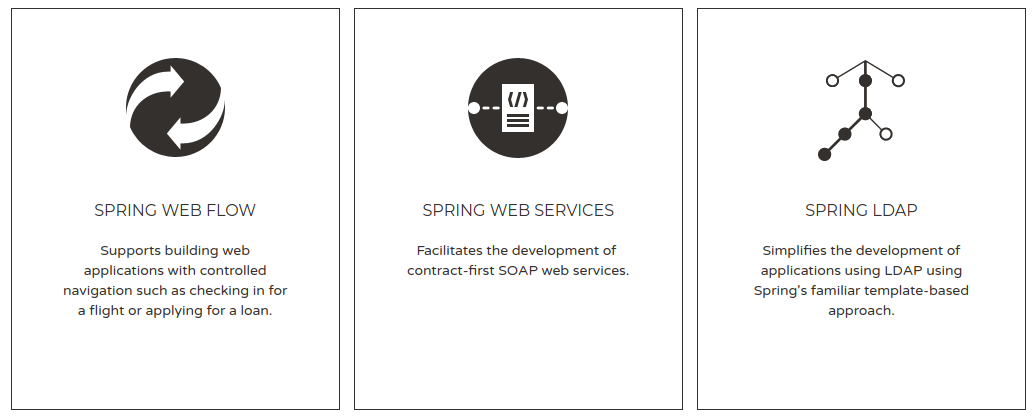 SPRING WEB FLOW
Supports building web
applications with controlled
navigation such as checking in for
a flight or applying for a loan.
SPRING WEB SERVICES
Facilitates the development of
contract-first SOAP web services.
SPRING LDAP
Simplifies the development of
applications using LDAP using
Spring's familiar template-based
approach.